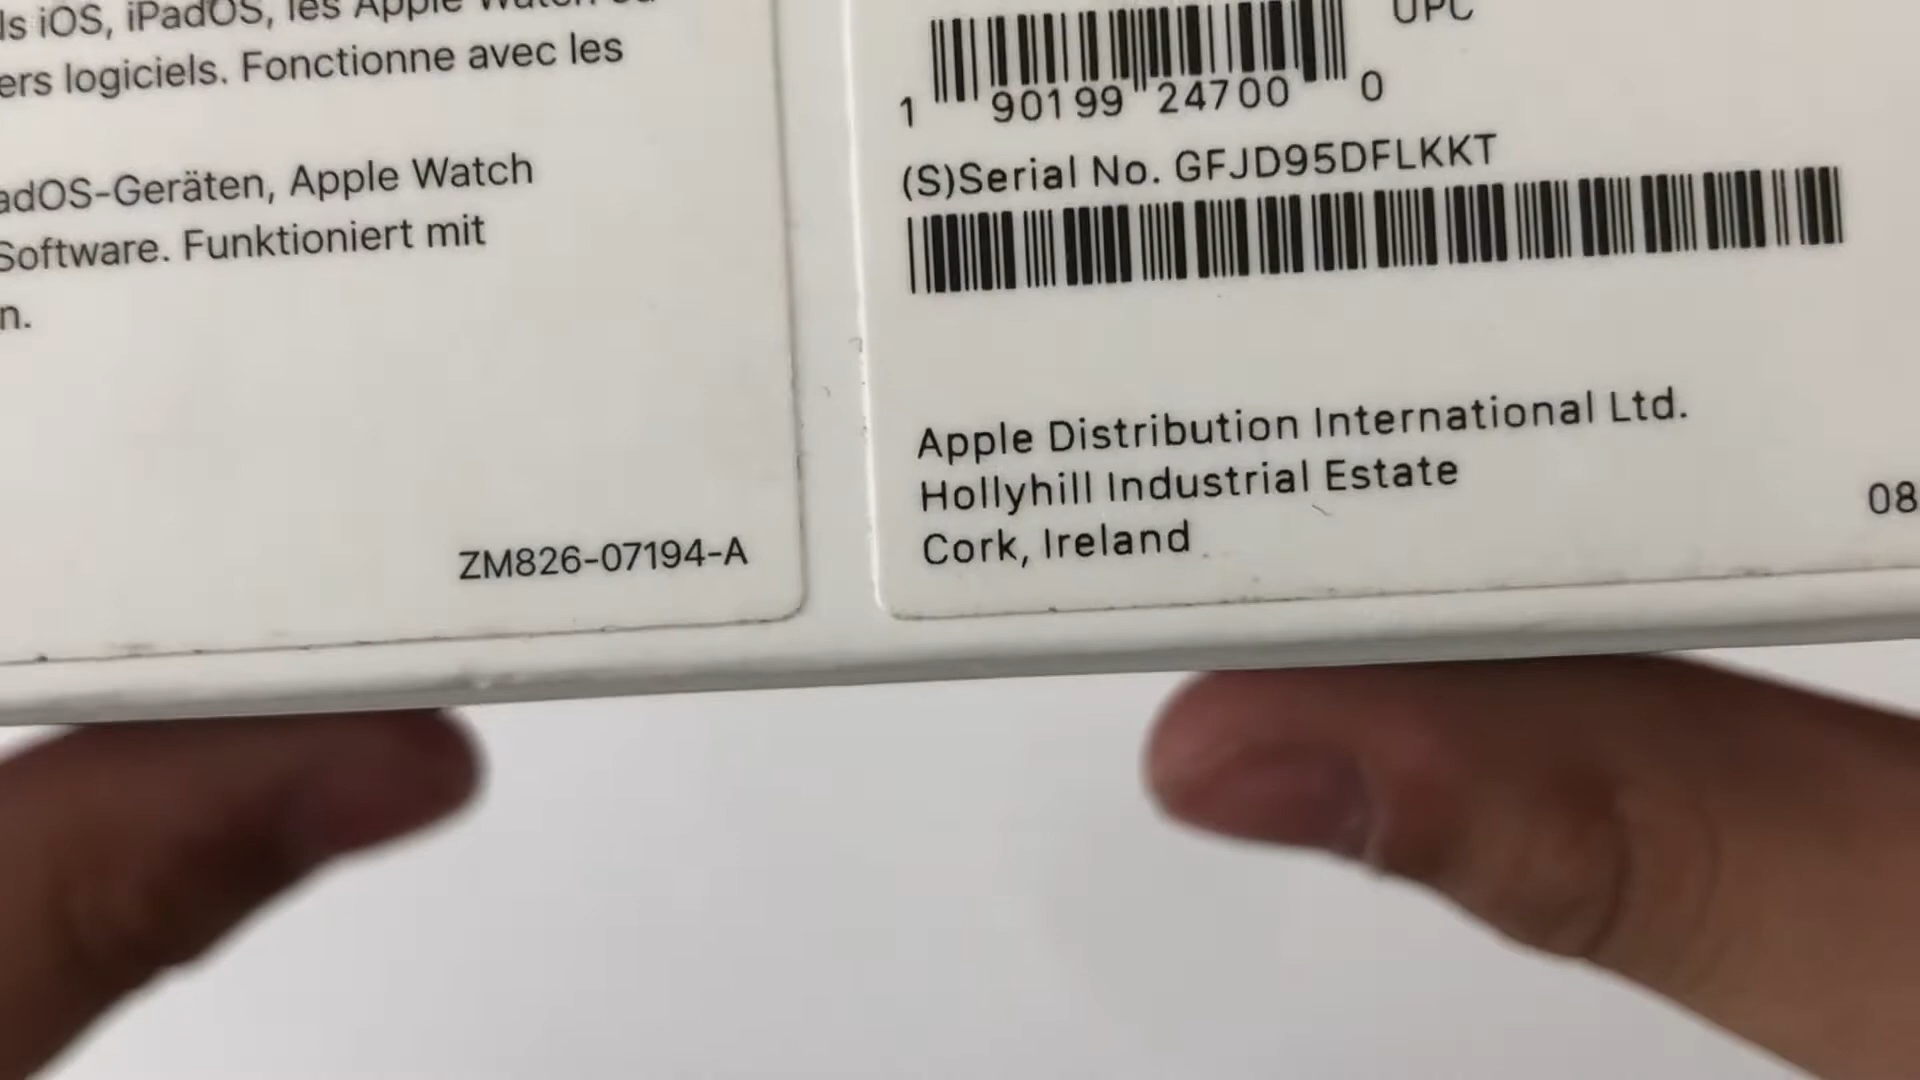 ls iOS, iPadOS, les Apple Watch
ers logiciels. Fonctionne avec les
adOS-Geräten, Apple Watch
Software. Funktioniert mit
n.
ZM826-07194-A
UPC
1 90199 24700 0
(S)Serial No. GFJD95DFLKKT
Apple Distribution International Ltd.
Hollyhill Industrial Estate
Cork, Ireland
08